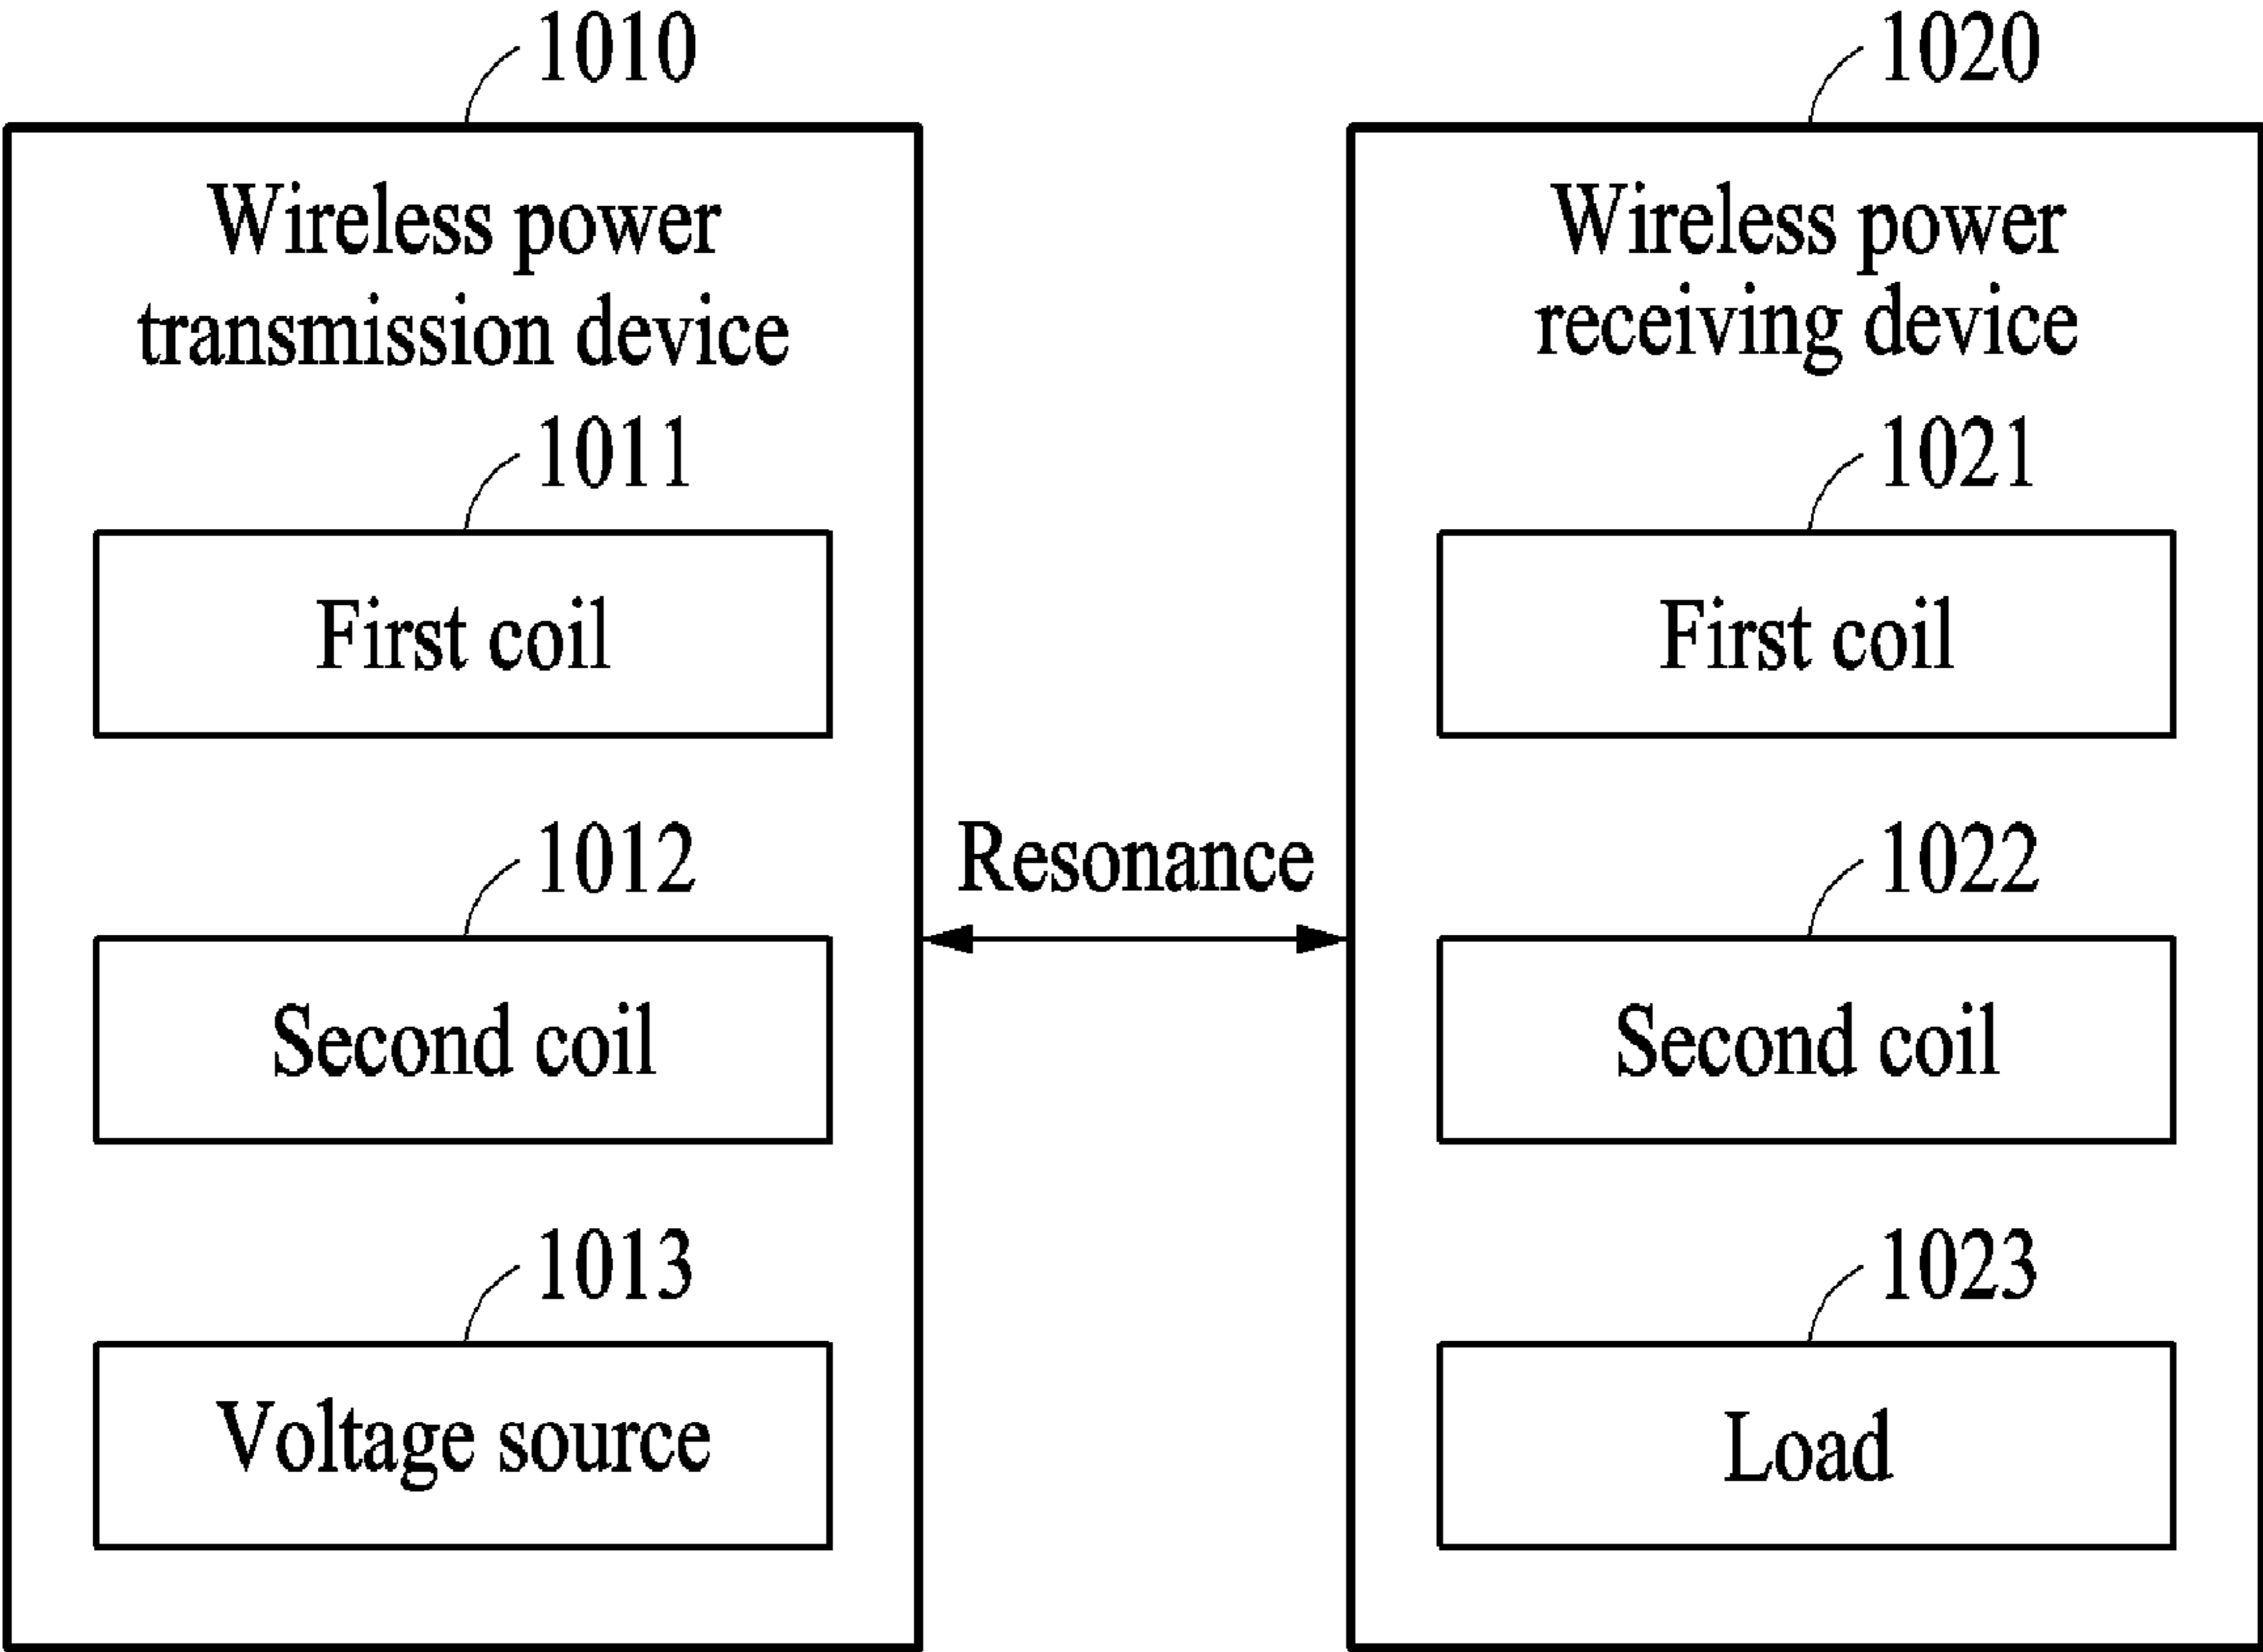 1010
Wireless power
transmission device
1011
First coil
1012
Second coil
1013
Voltage source
Resonance
1020
Wireless power
receiving device
1021
First coil
1022
Second coil
1023
Load